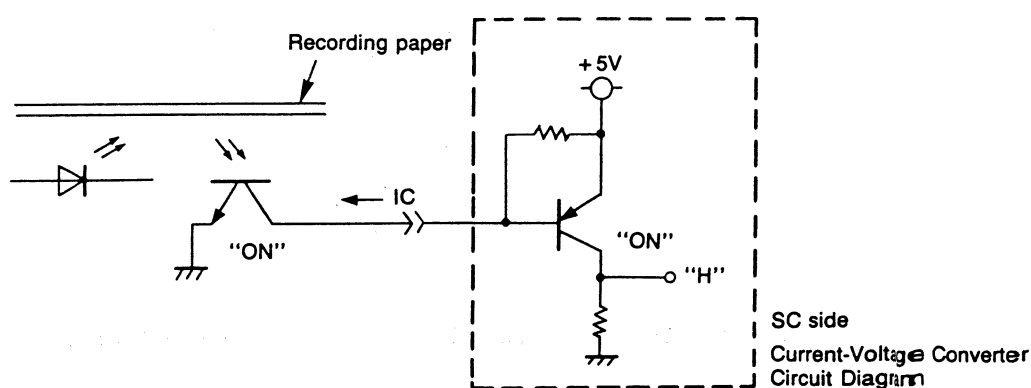 Recording paper
+5V
IC
"ON"
"ON"
"H"
SC side
Current-Voltage Converter
Circuit Diagram